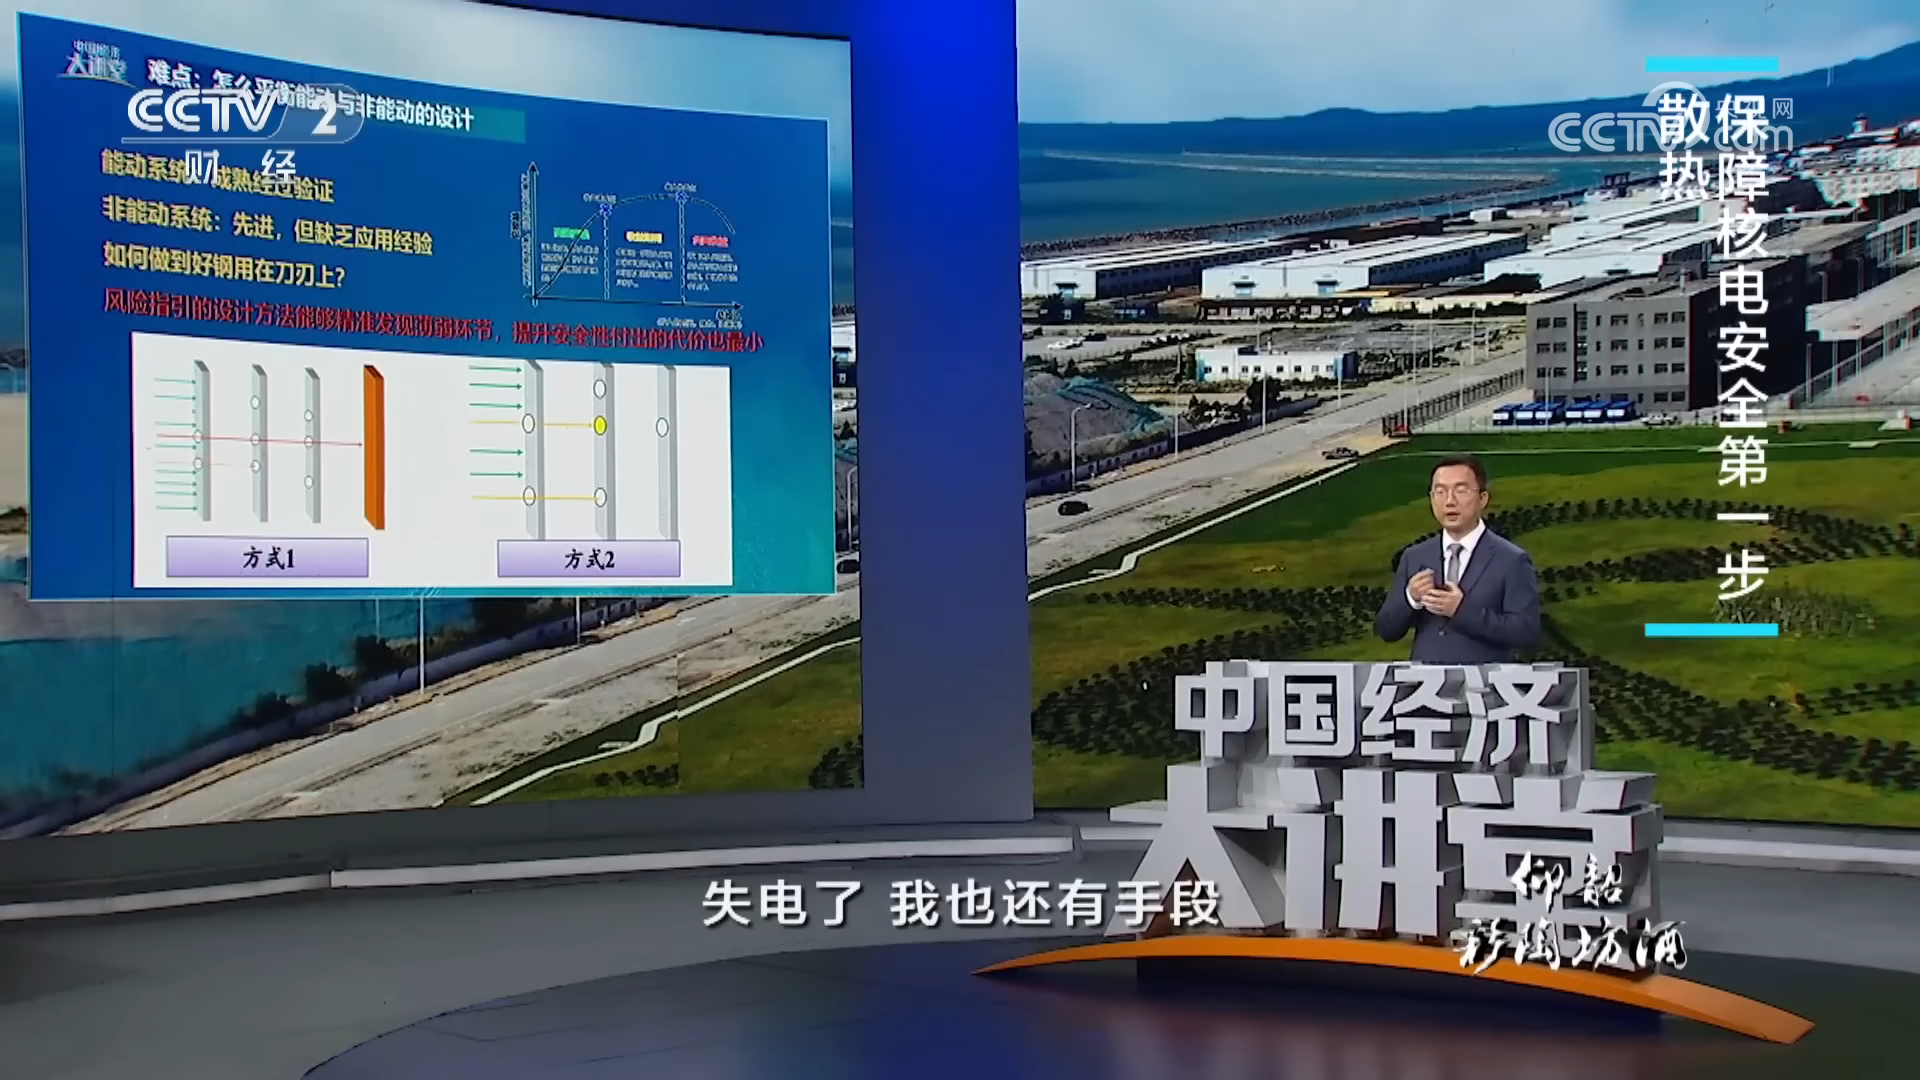 中国经济
大讲堂
难点：怎么平衡能动与非能动的设计
CCTV 2
财经
能动系统：成熟经过验证
非能动系统：先进，但缺乏应用经验
如何做到好钢用在刀刃上？
风险指引的设计方法能够精准发现薄弱环节，提升安全性付出的代价也最小
方式1
方式2
CCTV
com
保障核电安全第一步
散热
中国经济
大讲堂
仰韶
彩陶坊酒
失电了 我也还有手段